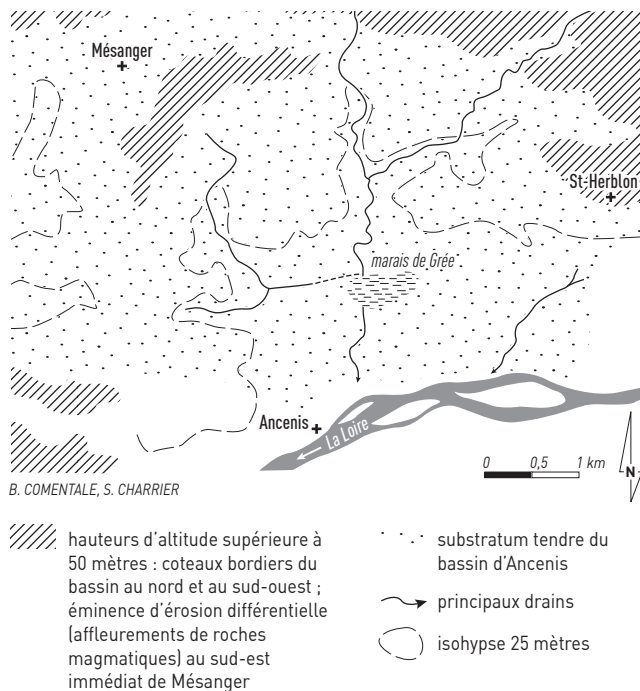 Mésanger
St-Herblon
marais de Grée
Ancenis
La Loire
0 0,5 1 km
N
B. COMENTALE, S. CHARRIER
hauteurs d'altitude supérieure à
50 mètres : coteaux bordiers du
bassin au nord et au sud-ouest ;
éminence d'érosion différentielle
(affleurements de roches
magmatiques) au sud-est
immédiat de Mésanger
substratum tendre du
bassin d'Ancenis
principaux drains
isohypse 25 mètres